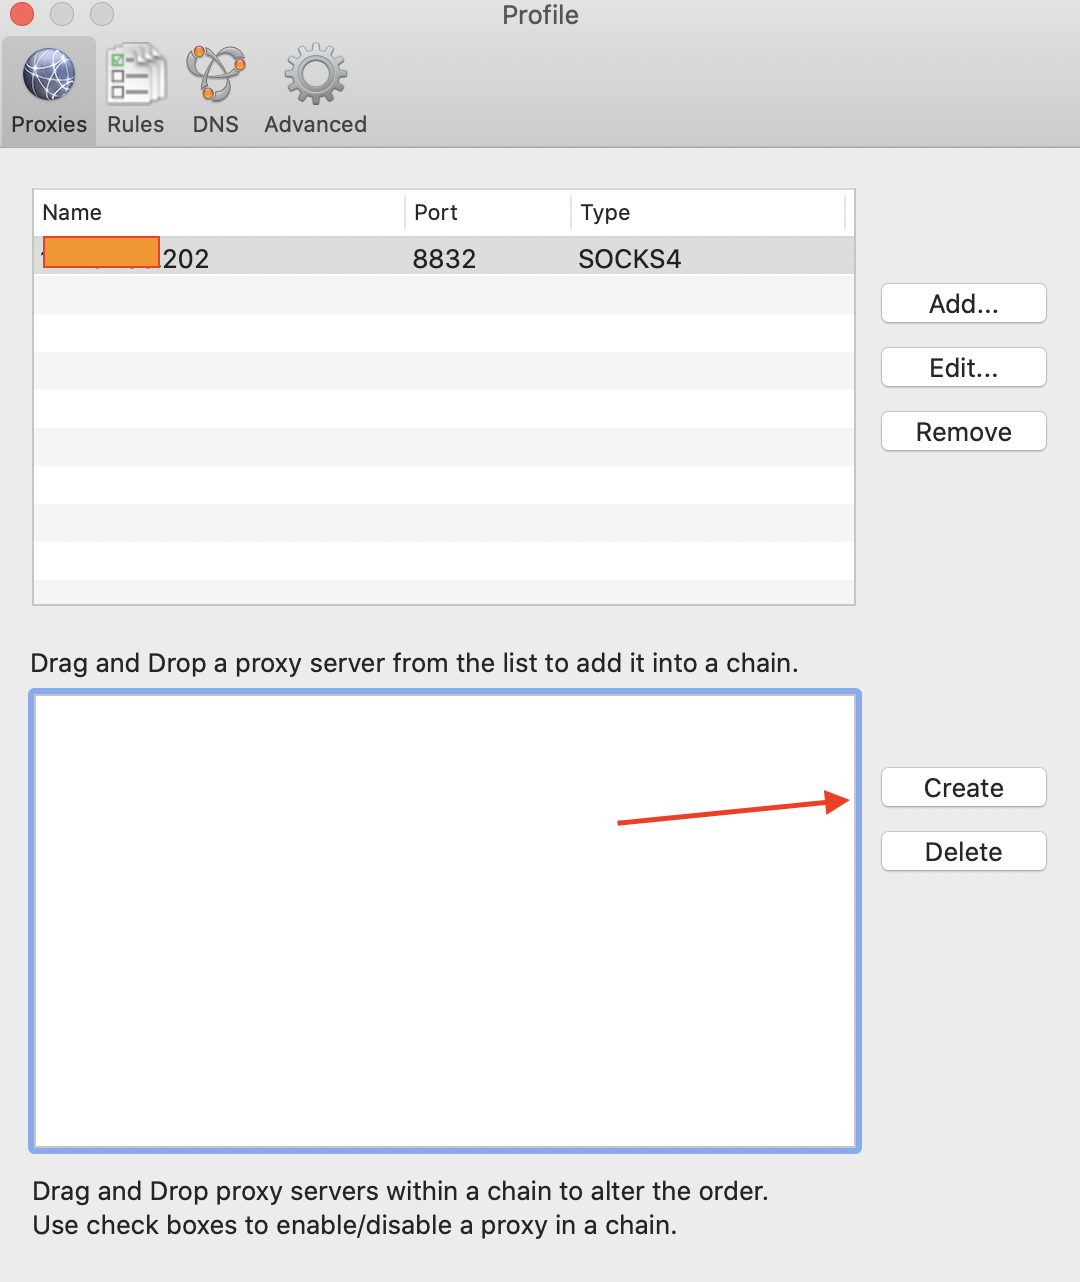 Profile
Proxies Rules DNS Advanced
Name Port Type
.202 8832 SOCKS4
Add...
Edit...
Remove
Drag and Drop a proxy server from the list to add it into a chain.
Create
Delete
Drag and Drop proxy servers within a chain to alter the order.
Use check boxes to enable/disable a proxy in a chain.